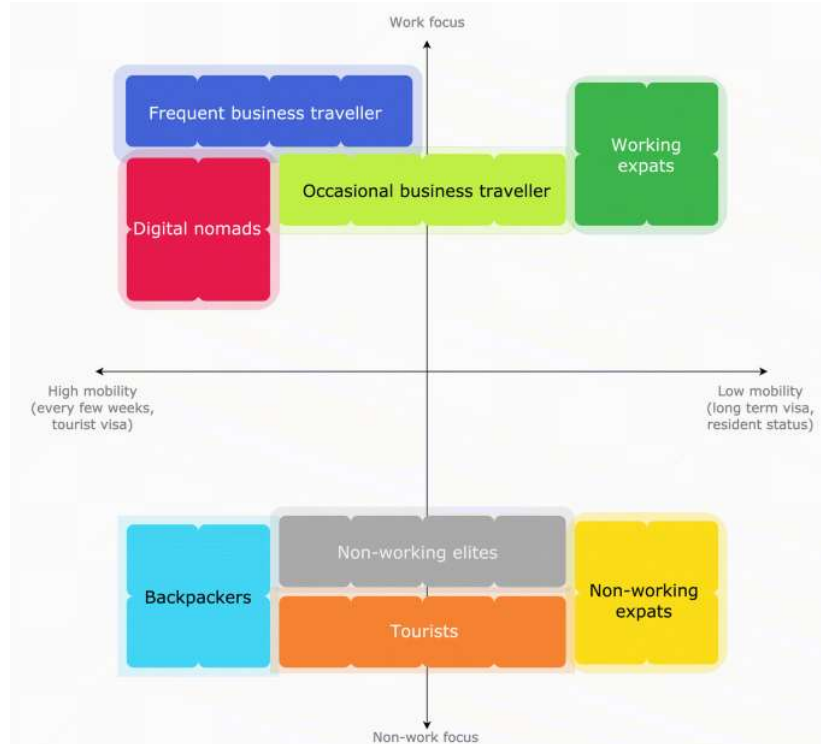 Work focus
Frequent business traveller
Working
expats
Occasional business traveller
Digital nomads
High mobility
(every few weeks,
tourist visa)
Low mobility
(long term visa,
resident status)
Non-working elites
Backpackers
Non-working
expats
Tourists
Non-work focus